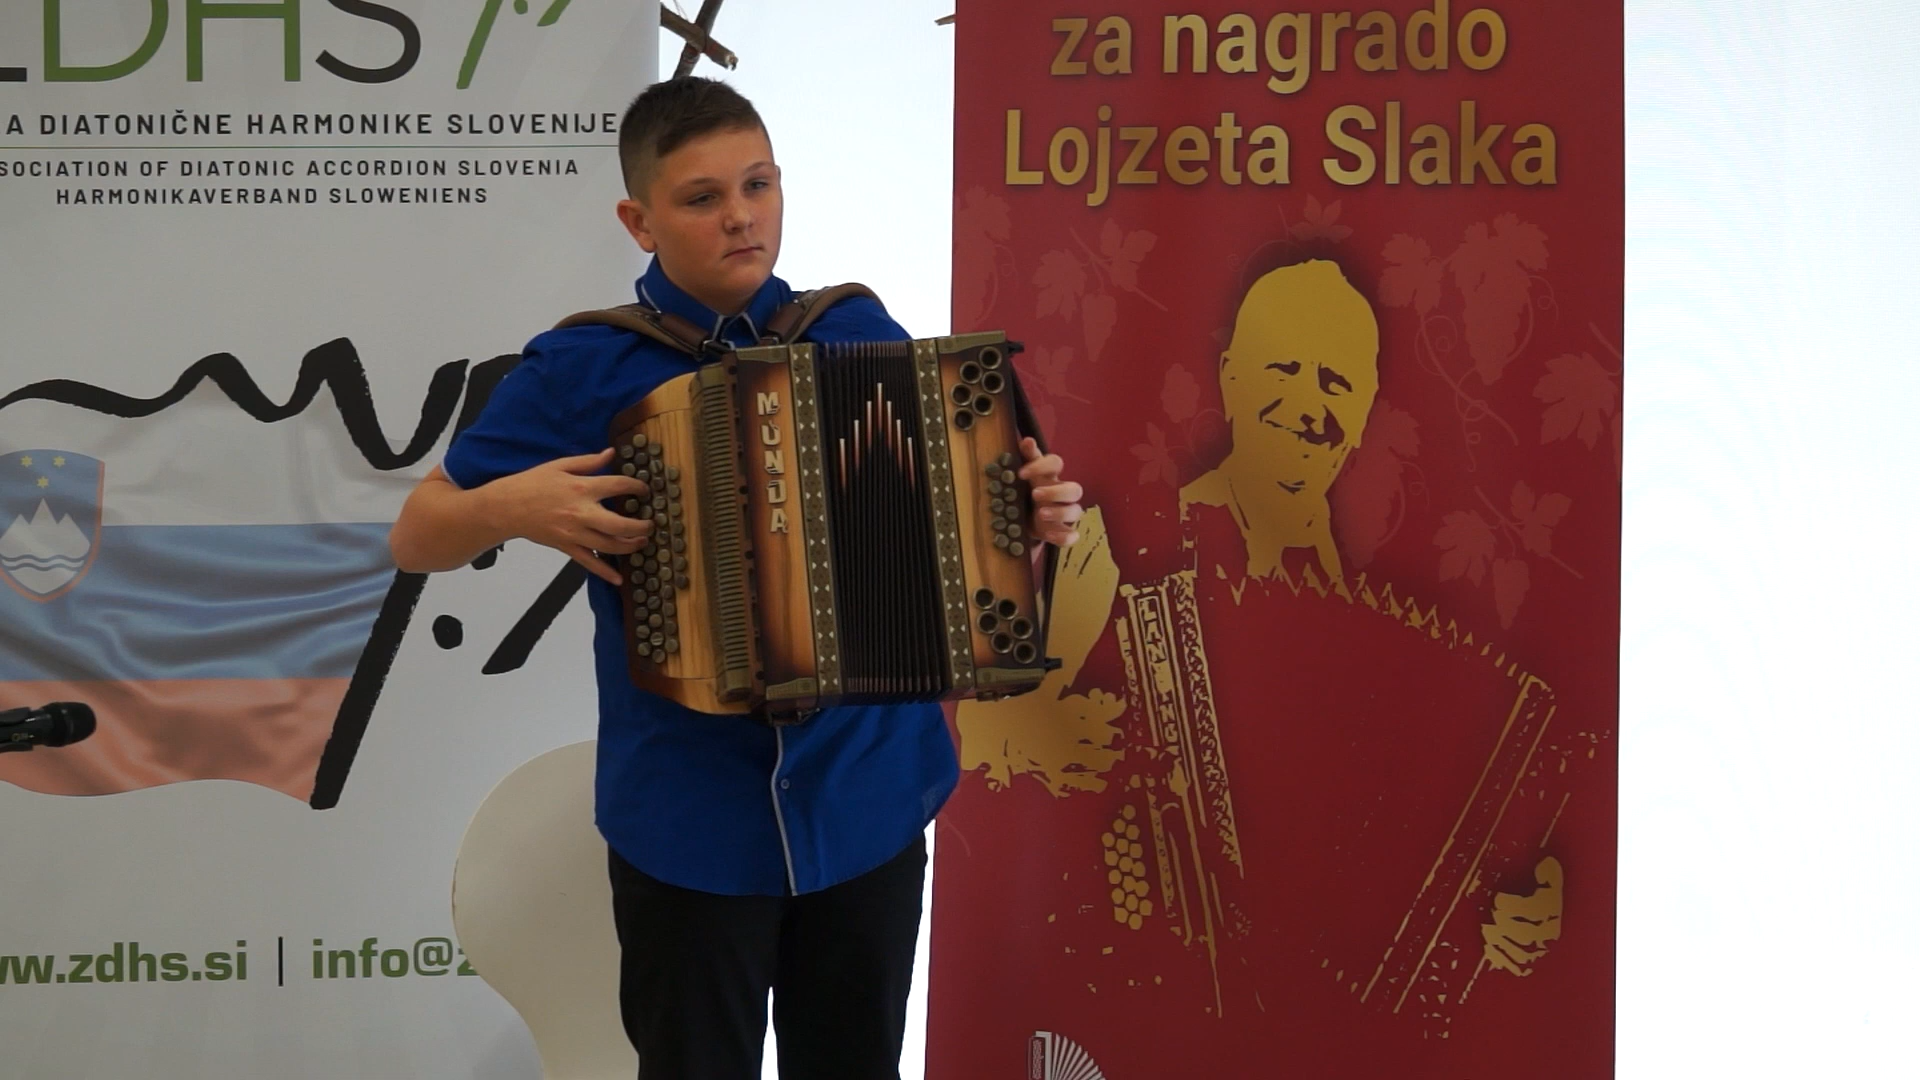 ZDHS
A DIATONIČNE HARMONIKE SLOVENIJE
SOCIATION OF DIATONIC ACCORDION SLOVENIA
HARMONIKAVERBAND SLOWENIENS
ww.zdhs.si | info@z
za nagrado
Lojzeta Slaka
MUNDA